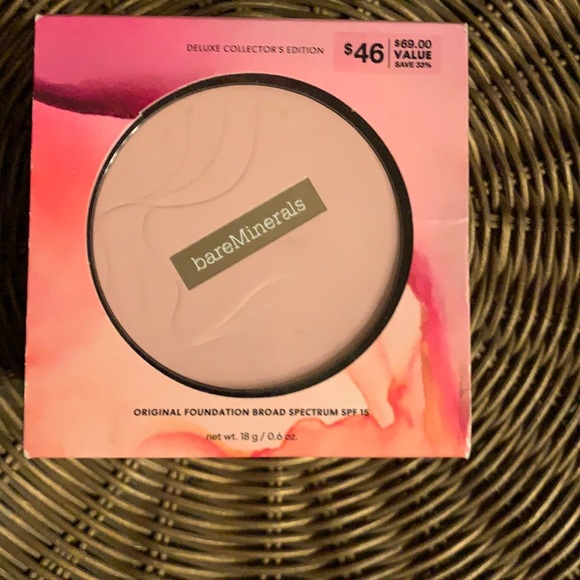 DELUXE COLLECTOR'S EDITION
$46
$69.00
VALUE
SAVE 33%
bareMinerals
ORIGINAL FOUNDATION BROAD SPECTRUM SPF 15
net wt. 18 g / 0.6 oz.